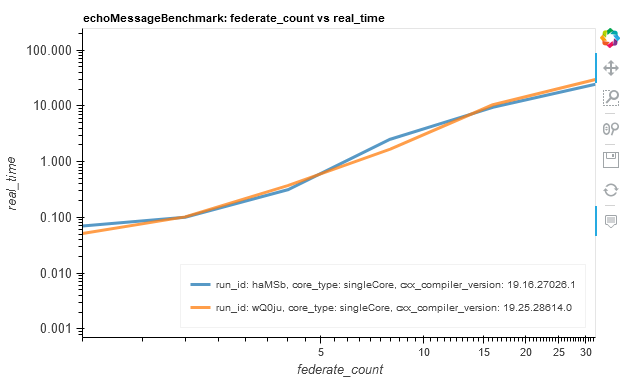 echoMessageBenchmark: federate_count vs real_time
100.000
10.000
1.000
0.100
0.010
0.001
real_time
run_id: haMSb, core_type: singleCore, cxx_compiler_version: 19.16.27026.1
run_id: wQ0ju, core_type: singleCore, cxx_compiler_version: 19.25.28614.0
5
10
15
20
25
30
federate_count